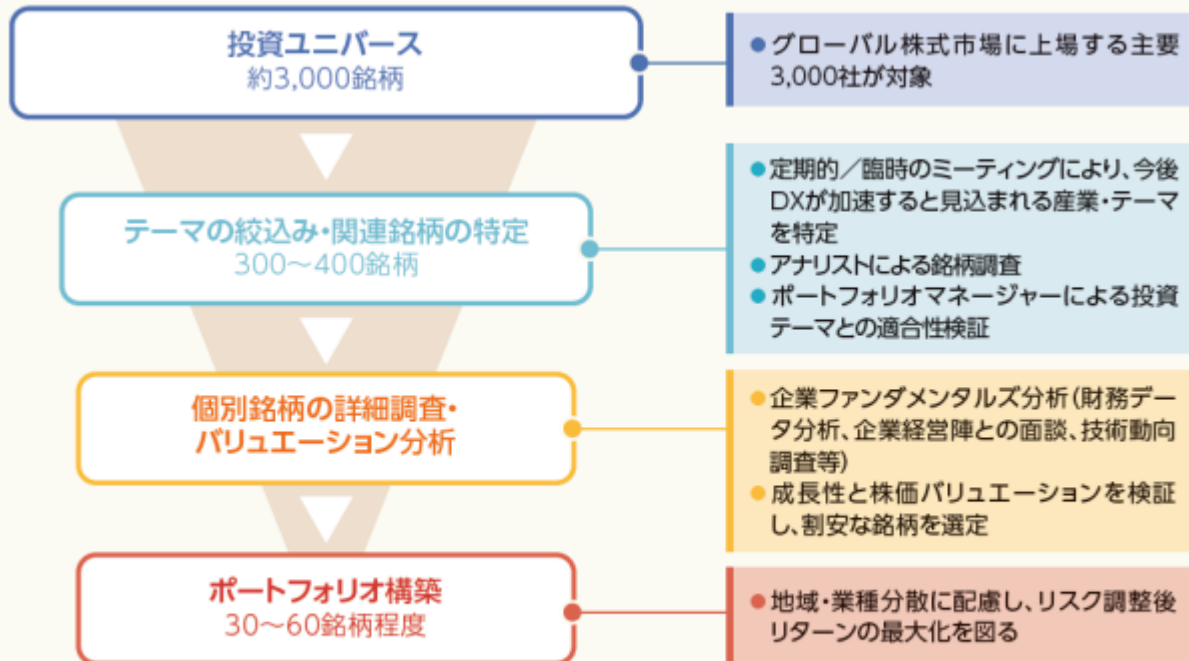 投資ユニバース
約3,000銘柄
●グローバル株式市場に上場する主要
3,000社が対象
テーマの絞込み・関連銘柄の特定
300～400銘柄
●定期的／臨時のミーティングにより、今後
DXが加速すると見込まれる産業・テーマ
を特定
●アナリストによる銘柄調査
●ポートフォリオマネージャーによる投資
テーマとの適合性検証
個別銘柄の詳細調査・
バリュエーション分析
●企業ファンダメンタルズ分析（財務デー
タ分析、企業経営陣との面談、技術動向
調査等）
●成長性と株価バリュエーションを検証
し、割安な銘柄を選定
ポートフォリオ構築
30～60銘柄程度
●地域・業種分散に配慮し、リスク調整後
リターンの最大化を図る